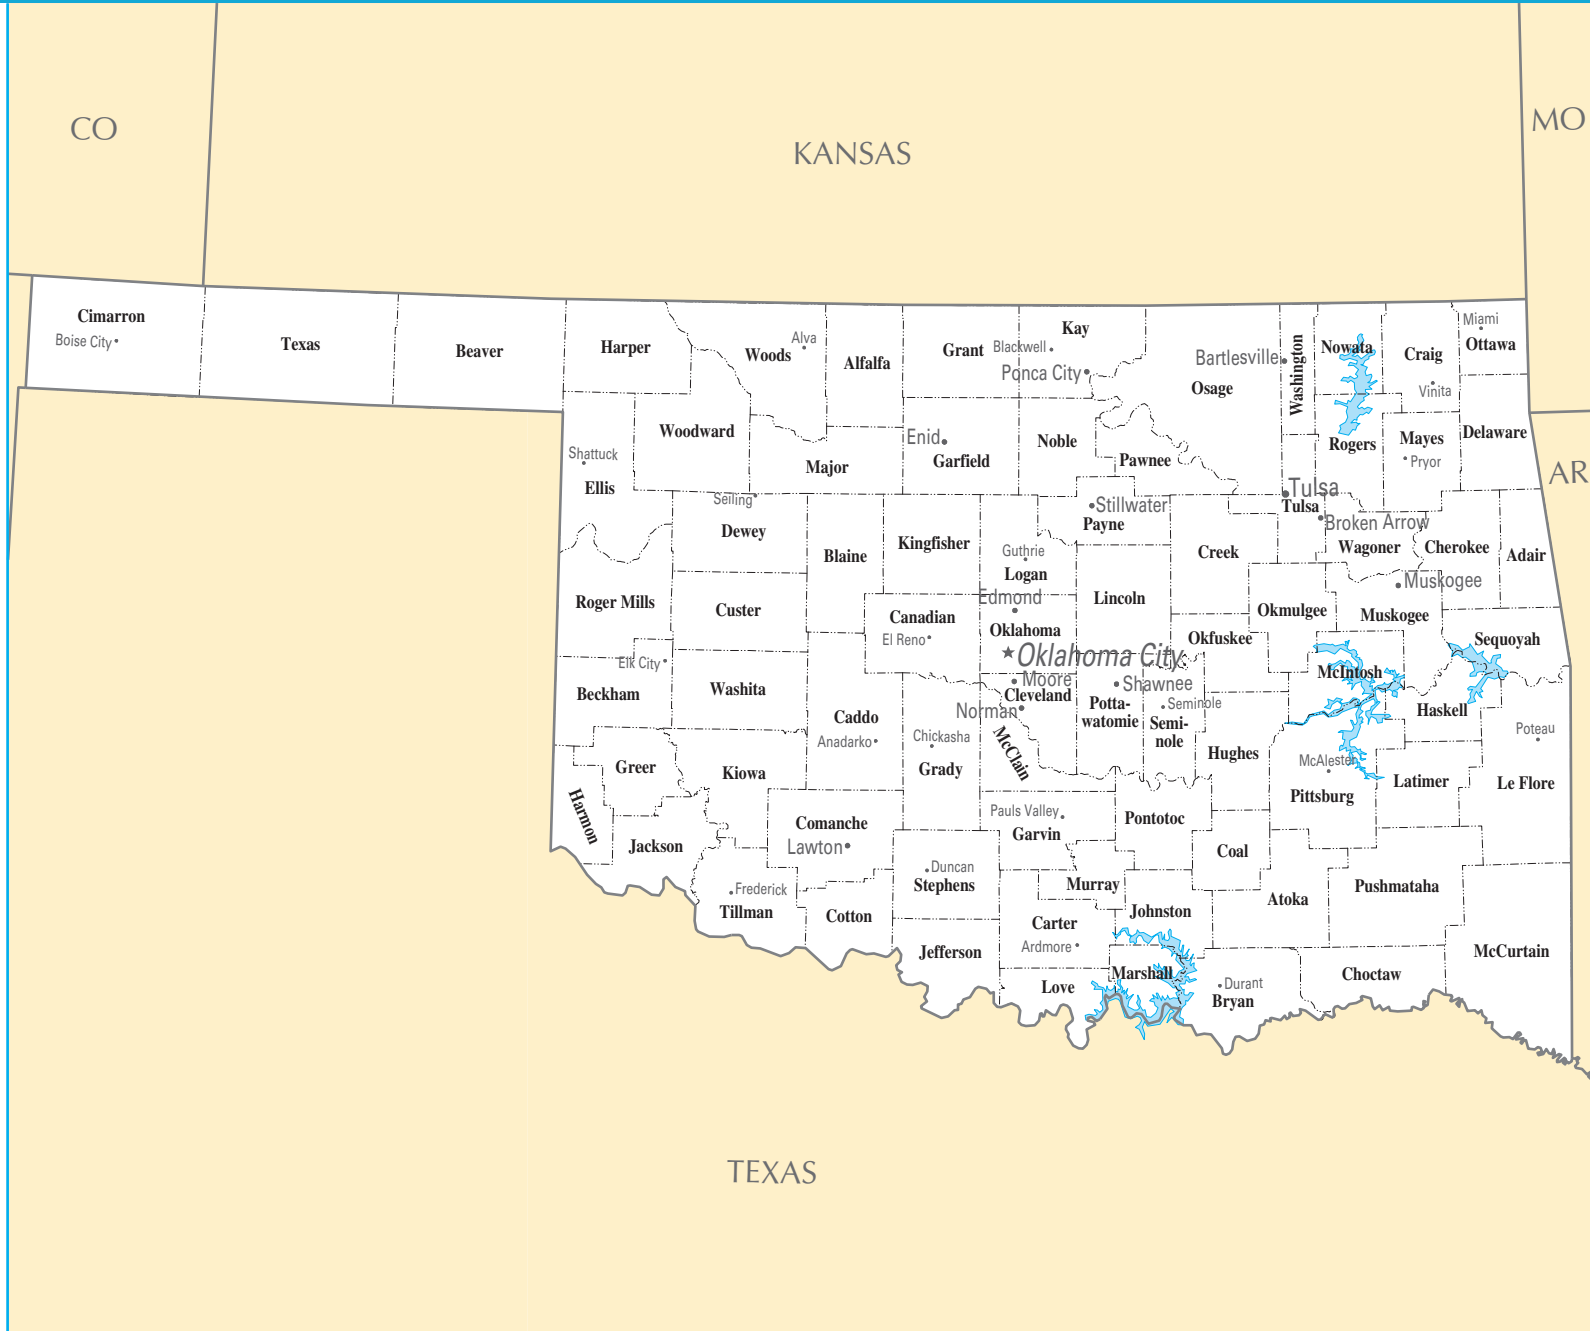 CO
KANSAS
MO
Cimarron
Boise City
Texas
Beaver
Harper
Woods
Alva
Alfalfa
Grant
Kay
Blackwell
Ponca City
Osage
Bartlesville
Washington
Nowata
Craig
Vinita
Miami
Ottawa
Woodward
Major
Enid
Garfield
Noble
Pawnee
Rogers
Mayes
Pryor
Delaware
AR
Shattuck
Ellis
Seiling
Dewey
Blaine
Kingfisher
Guthrie
Logan
Stillwater
Payne
Creek
Tulsa
Tulsa
Broken Arrow
Wagoner
Cherokee
Adair
Roger Mills
Custer
Canadian
El Reno
Edmond
Oklahoma
Oklahoma City
Lincoln
Okfuskee
Okmulgee
Muskogee
Muskogee
Sequoyah
Elk City
Beckham
Washita
Caddo
Anadarko
Moore
Cleveland
Norman
Shawnee
Potta-
watomie
Seminole
Semi-
nole
Hughes
McIntosh
Haskell
Poteau
Le Flore
Greer
Kiowa
Chickasha
Grady
McClain
McAlester
Pittsburg
Latimer
Harmon
Jackson
Comanche
Lawton
Pauls Valley
Garvin
Pontotoc
Coal
Frederick
Tillman
Cotton
Duncan
Stephens
Murray
Johnston
Atoka
Pushmataha
Carter
Ardmore
Jefferson
Love
Marshall
Durant
Bryan
Choctaw
McCurtain
TEXAS